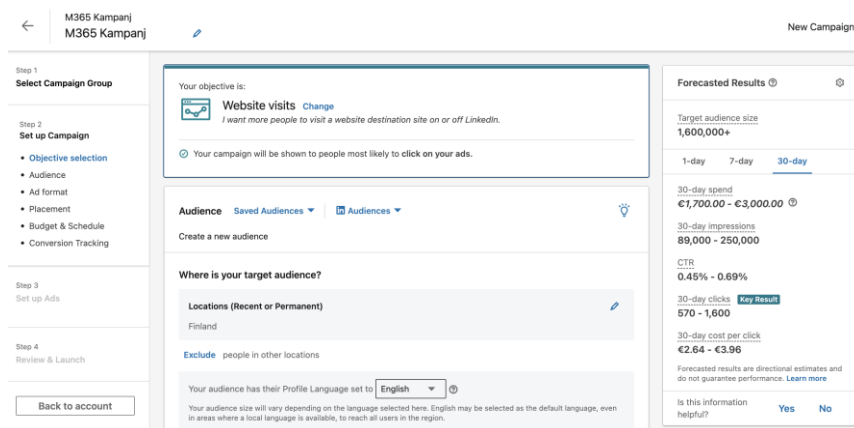 M365 Kampanj
M365 Kampanj
New Campaign
Step 1
Select Campaign Group
Step 2
Set up Campaign
Objective selection
Audience
Ad format
Placement
Budget & Schedule
Conversion Tracking
Step 3
Set up Ads
Step 4
Review & Launch
Back to account
Your objective is:
Website visits Change
I want more people to visit a website destination site on or off LinkedIn.
Your campaign will be shown to people most likely to click on your ads.
Audience Saved Audiences Audiences
Create a new audience
Where is your target audience?
Locations (Recent or Permanent)
Finland
Exclude people in other locations
Your audience has their Profile Language set to English
Your audience size will vary depending on the language selected here. English may be selected as the default language, even
in areas where a local language is available, to reach all users in the region.
Forecasted Results
Target audience size
1,600,000+
1-day 7-day 30-day
30-day spend
€1,700.00 - €3,000.00
30-day impressions
89,000 - 250,000
CTR
0.45% - 0.69%
30-day clicks Key Result
570 - 1,600
30-day cost per click
€2.64 - €3.96
Forecasted results are directional estimates and
do not guarantee performance. Learn more
Is this information
helpful? Yes No